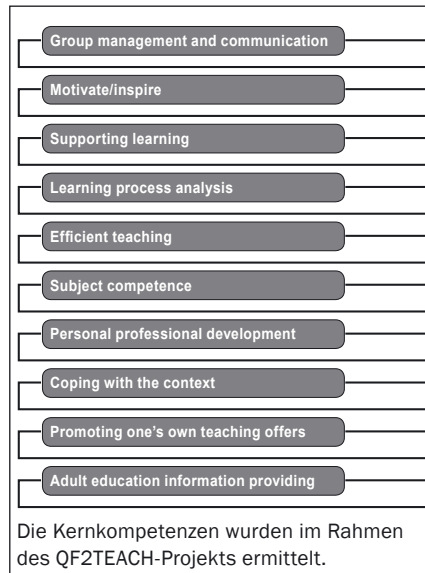 Group management and communication
Motivate/inspire
Supporting learning
Learning process analysis
Efficient teaching
Subject competence
Personal professional development
Coping with the context
Promoting one's own teaching offers
Adult education information providing
Die Kernkompetenzen wurden im Rahmen
des QF2TEACH-Projekts ermittelt.